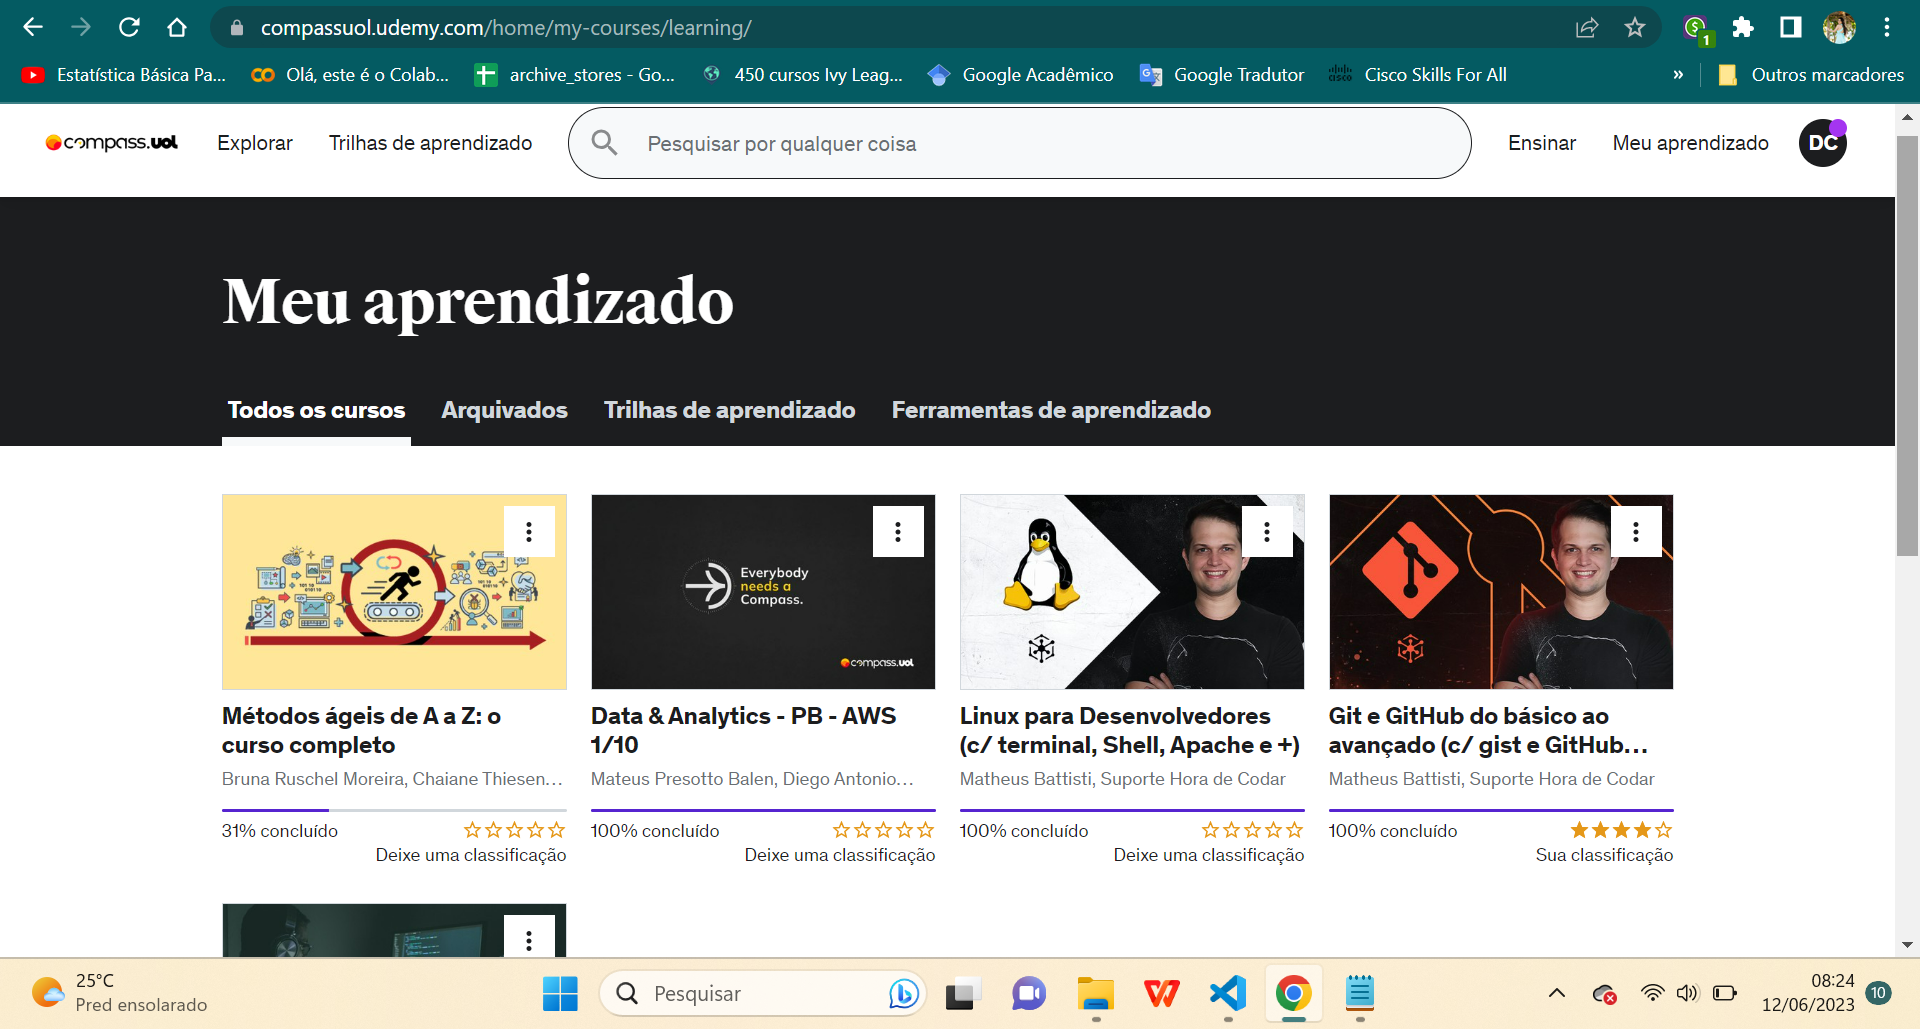 compassuol.udemy.com/home/my-courses/learning/
1
Estatística Básica Pa... Olá, este é o Colab... archive_stores - Go... 450 cursos Ivy Leag... Google Acadêmico Google Tradutor Cisco Skills For All » Outros marcadores
compass.uol Explorar Trilhas de aprendizado Pesquisar por qualquer coisa Ensinar Meu aprendizado DC
Meu aprendizado
Todos os cursos Arquivados Trilhas de aprendizado Ferramentas de aprendizado
Everybody
needs a
Compass.
compass.uol
Métodos ágeis de A a Z: o
curso completo
Bruna Ruschel Moreira, Chaiane Thiesen...
31% concluído
Deixe uma classificação
Data & Analytics - PB - AWS
1/10
Mateus Presotto Balen, Diego Antonio...
100% concluído
Deixe uma classificação
Linux para Desenvolvedores
(c/ terminal, Shell, Apache e +)
Matheus Battisti, Suporte Hora de Codar
100% concluído
Deixe uma classificação
Git e GitHub do básico ao
avançado (c/ gist e GitHub...
Matheus Battisti, Suporte Hora de Codar
100% concluído
Sua classificação
25°C
Pred ensolarado
Pesquisar
08:24
12/06/2023
10